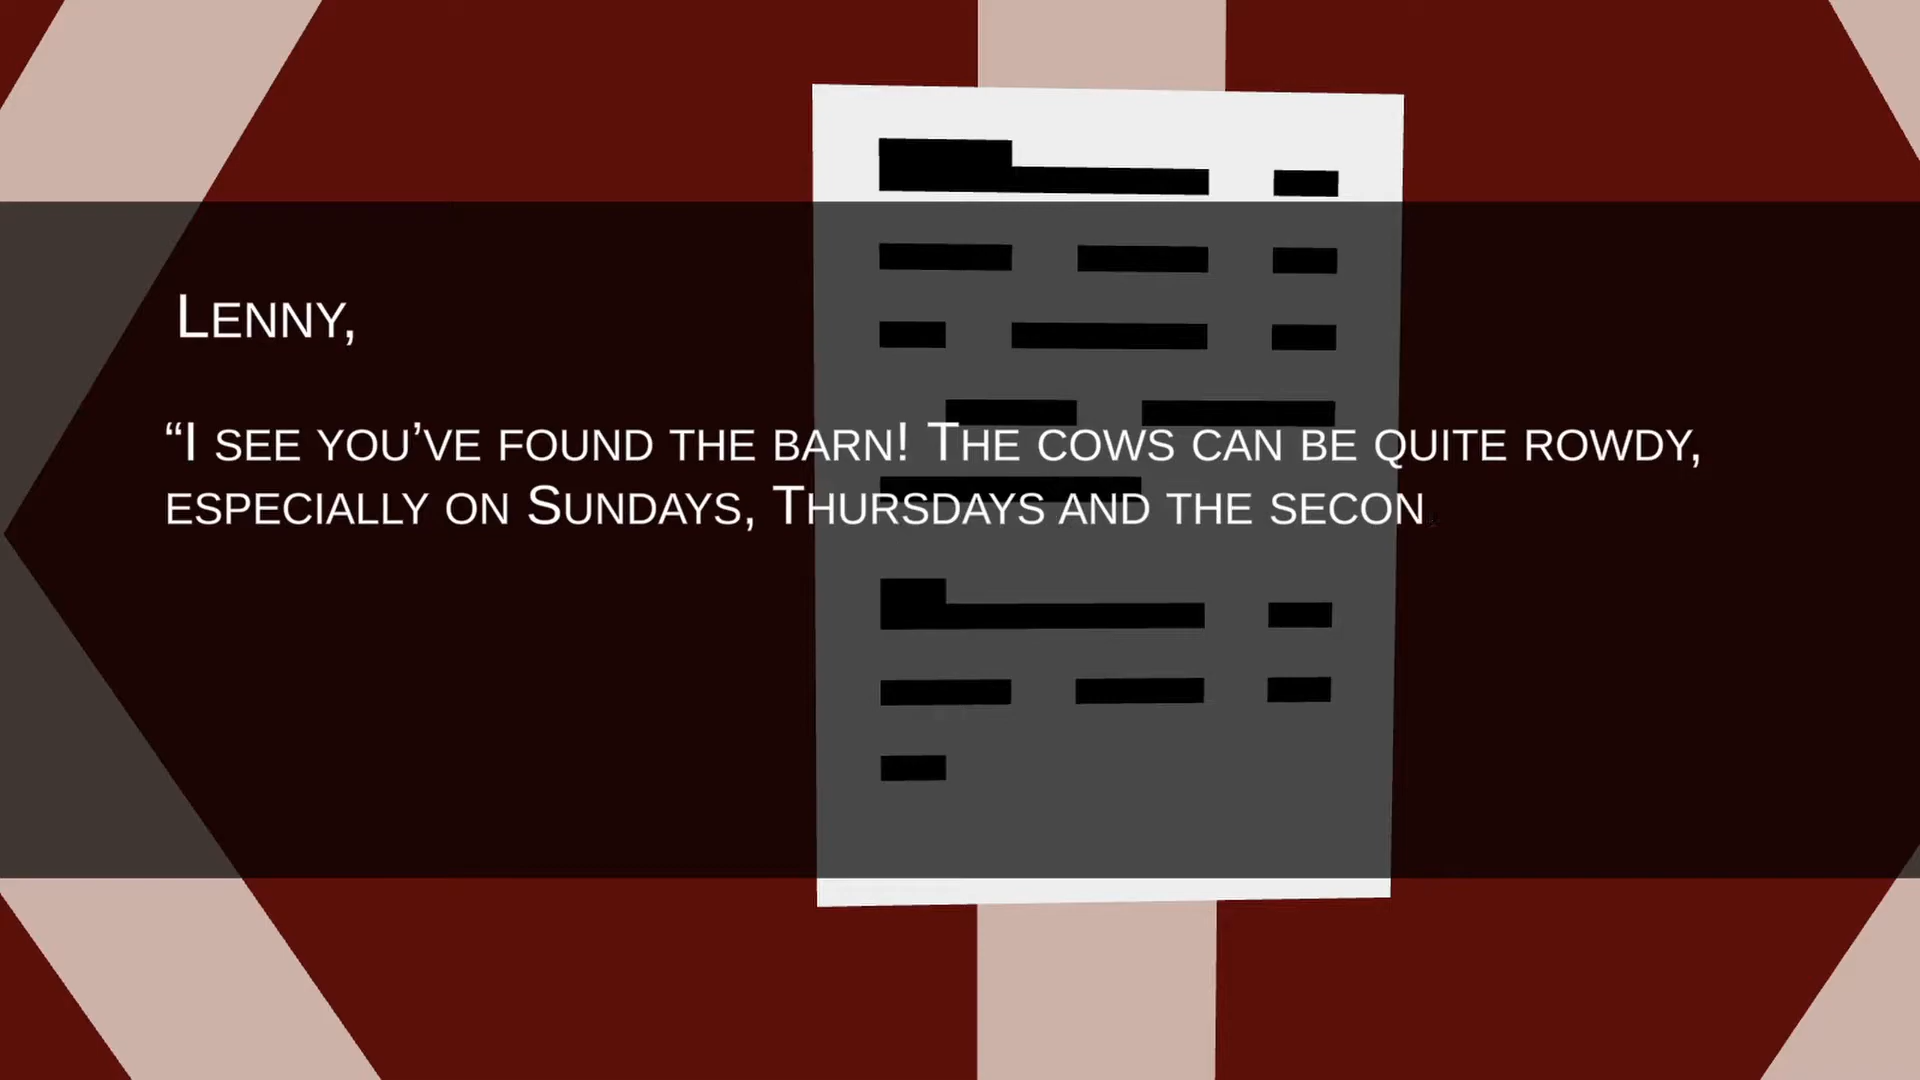 Lenny,
“I see you’ve found the barn! The cows can be quite rowdy,
especially on Sundays, Thursdays and the secon